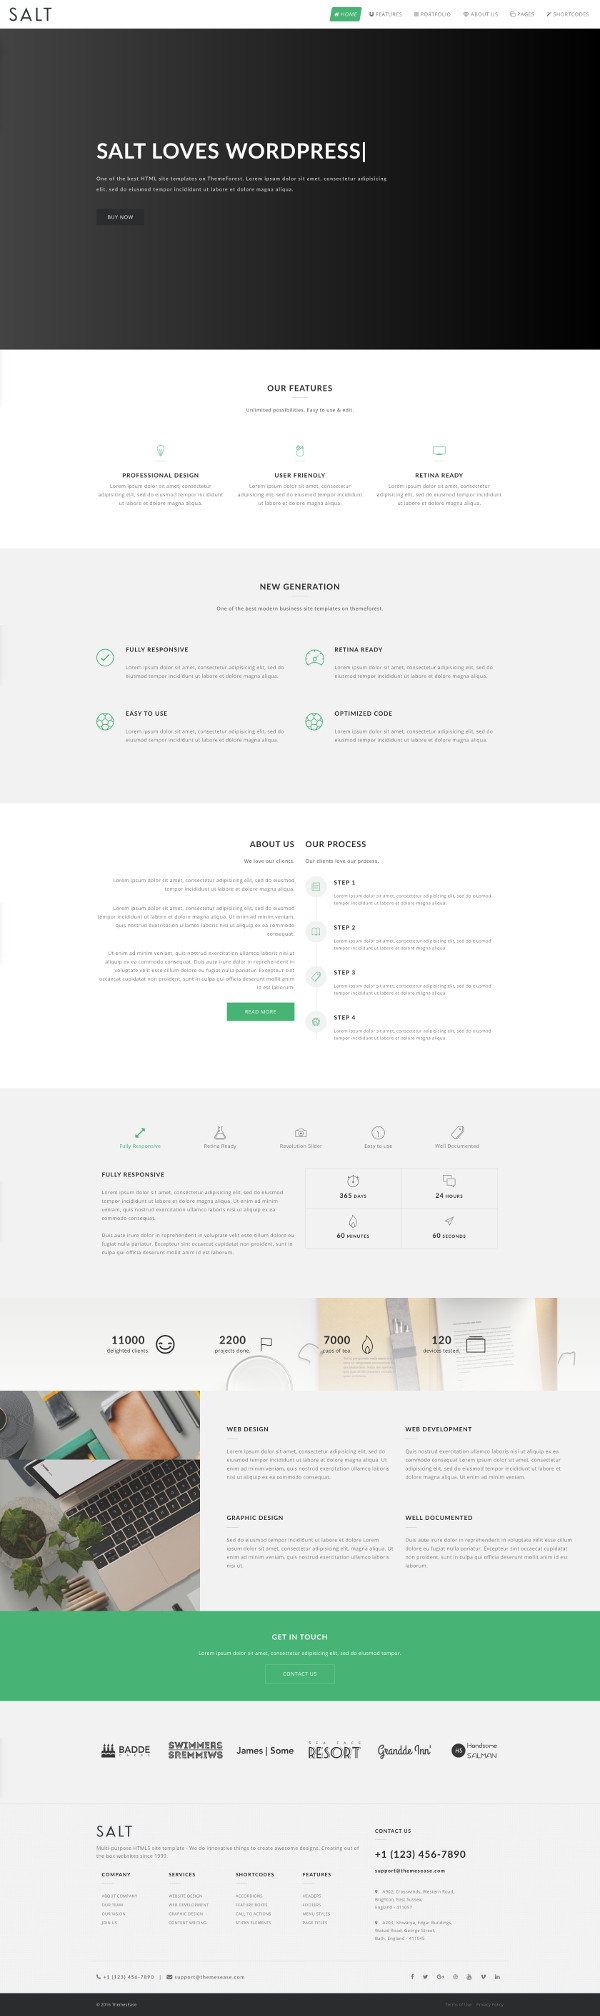 SALT
HOME
FEATURES
PORTFOLIO
ABOUT US
PAGES
SHORTCODES
SALT LOVES WORDPRESS|
One of the best HTML site templates on ThemeForest. Lorem ipsum dolor sit amet, consectetur adipisicing
elit, sed do eiusmod tempor incididunt ut labore et dolore magna aliqua.
BUY NOW
OUR FEATURES
Unlimited possibilities. Easy to use & edit.
PROFESSIONAL DESIGN
Lorem ipsum dolor sit amet, consectetur
adipisicing elit, sed do eiusmod tempor incididunt
ut labore et dolore magna aliqua.
USER FRIENDLY
Lorem ipsum dolor sit amet, consectetur
adipisicing elit, sed do eiusmod tempor incididunt
ut labore et dolore magna aliqua.
RETINA READY
Lorem ipsum dolor sit amet, consectetur
adipisicing elit, sed do eiusmod tempor incididunt
ut labore et dolore magna aliqua.
NEW GENERATION
One of the best modern business site templates on themeforest.
FULLY RESPONSIVE
Lorem ipsum dolor sit amet, consectetur adipisicing elit, sed do
eiusmod tempor incididunt ut labore et dolore magna aliqua.
RETINA READY
Lorem ipsum dolor sit amet, consectetur adipisicing elit, sed do
eiusmod tempor incididunt ut labore et dolore magna aliqua.
EASY TO USE
Lorem ipsum dolor sit amet, consectetur adipisicing elit, sed do
eiusmod tempor incididunt ut labore et dolore magna aliqua.
OPTIMIZED CODE
Lorem ipsum dolor sit amet, consectetur adipisicing elit, sed do
eiusmod tempor incididunt ut labore et dolore magna aliqua.
ABOUT US
We love our clients.
Lorem ipsum dolor sit amet, consectetur adipisicing elit, sed do eiusmod
tempor incididunt ut labore et dolore magna aliqua.
Lorem ipsum dolor sit amet, consectetur adipisicing elit, sed do eiusmod
tempor incididunt ut labore et dolore magna aliqua. Ut enim ad minim veniam,
quis nostrud exercitation ullamco laboris nisi ut aliquip ex ea commodo
consequat.
Ut enim ad minim veniam, quis nostrud exercitation ullamco laboris nisi ut
aliquip ex ea commodo consequat. Duis aute irure dolor in reprehenderit in
voluptate velit esse cillum dolore eu fugiat nulla pariatur. Excepteur sint
occaecat cupidatat non proident, sunt in culpa qui officia deserunt mollit anim
id est laborum.
READ MORE
OUR PROCESS
Our clients love our process.
STEP 1
Lorem ipsum dolor sit amet, consectetur adipisicing elit, sed do eiusmod
tempor incididunt ut labore et dolore magna aliqua.
STEP 2
Lorem ipsum dolor sit amet, consectetur adipisicing elit, sed do eiusmod
tempor incididunt ut labore et dolore magna aliqua.
STEP 3
Lorem ipsum dolor sit amet, consectetur adipisicing elit, sed do eiusmod
tempor incididunt ut labore et dolore magna aliqua.
STEP 4
Lorem ipsum dolor sit amet, consectetur adipisicing elit, sed do eiusmod
tempor incididunt ut labore et dolore magna aliqua.
Fully Responsive
Retina Ready
Revolution Slider
Easy to use
Well Documented
FULLY RESPONSIVE
Lorem ipsum dolor sit amet, consectetur adipisicing elit, sed do eiusmod
tempor incididunt ut labore et dolore magna aliqua. Ut enim ad minim
veniam, quis nostrud exercitation ullamco laboris nisi ut aliquip ex ea
commodo consequat.
Duis aute irure dolor in reprehenderit in voluptate velit esse cillum dolore eu
fugiat nulla pariatur. Excepteur sint occaecat cupidatat non proident, sunt in
culpa qui officia deserunt mollit anim id est laborum.
365 DAYS
24 HOURS
60 MINUTES
60 SECONDS
11000
delighted clients.
2200
projects done.
7000
cups of tea.
120
devices tested.
WEB DESIGN
Lorem ipsum dolor sit amet, consectetur adipisicing elit, sed do
eiusmod tempor incididunt ut labore et dolore magna aliqua. Ut
enim ad minim veniam, quis nostrud exercitation ullamco laboris
nisi ut aliquip ex ea commodo consequat.
WEB DEVELOPMENT
Quis nostrud exercitation ullamco laboris nisi ut aliquip ex ea
commodo consequat. Lorem ipsum dolor sit amet, consectetur
adipisicing elit, sed do eiusmod tempor incididunt ut labore et
dolore magna aliqua. Ut enim ad minim veniam.
GRAPHIC DESIGN
Sed do eiusmod tempor incididunt ut labore et dolore Lorem
ipsum dolor sit amet, consectetur adipisicing elit, magna aliqua. Ut
enim ad minim veniam, quis nostrud exercitation ullamco laboris
nisi ut.
WELL DOCUMENTED
Duis aute irure dolor in reprehenderit in voluptate velit esse cillum
dolore eu fugiat nulla pariatur. Excepteur sint occaecat cupidatat
non proident, sunt in culpa qui officia deserunt mollit anim id est
laborum.
GET IN TOUCH
Lorem ipsum dolor sit amet, consectetur adipisicing elit, sed do eiusmod tempor.
CONTACT US
BADDE
SWIMMERS
SREMMIWS
James | Some
RESORT
Grandde Inn'
HS
Handsome
SALMAN
SALT
Multi-purpose HTML5 site template - We do innovative things to create awesome designs. Creating out of
the box websites since 1999.
COMPANY
ABOUT COMPANY
OUR TEAM
OUR VISION
JOIN US
SERVICES
WEBSITE DESIGN
WEB DEVELOPMENT
GRAPHIC DESIGN
CONTENT WRITING
SHORTCODES
ACCORDIONS
FEATURE BOXES
CALL TO ACTIONS
STICKY ELEMENTS
FEATURES
HEADERS
FOOTERS
MENU STYLES
PAGE TITLES
CONTACT US
+1 (123) 456-7890
support@themesease.com
Brighton, East Sussex,
Bath, England - 411045
+1 (123) 456-7890 | support@themesease.com
© 2016 ThemesEase.
Terms of Use - Privacy Policy